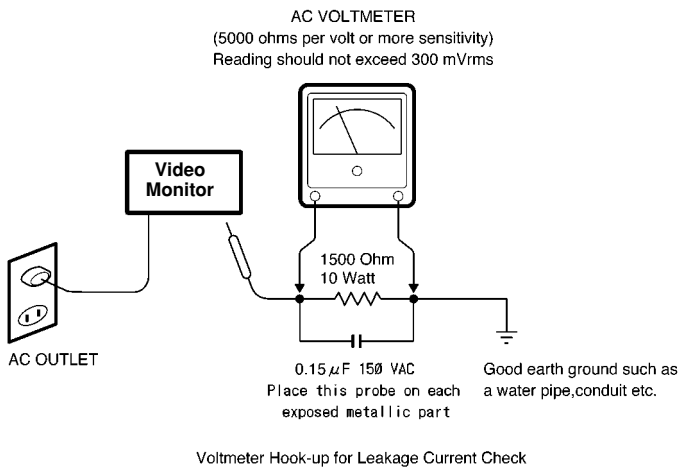 AC VOLTMETER
(5000 ohms per volt or more sensitivity)
Reading should not exceed 300 mVrms
Video
Monitor
1500 Ohm
10 Watt
AC OUTLET
0.15μF 150 VAC
Place this probe on each
exposed metallic part
Good earth ground such as
a water pipe,conduit etc.
Voltmeter Hook-up for Leakage Current Check